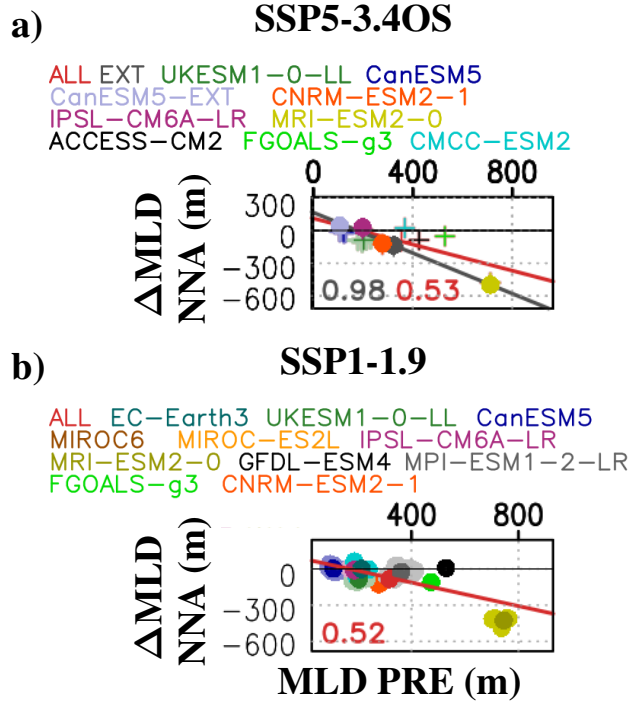 a) SSP5-3.4OS
ALL EXT UKESM1-0-LL CanESM5
CanESM5-EXT CNRM-ESM2-1
IPSL-CM6A-LR MRI-ESM2-0
ACCESS-CM2 FGOALS-g3 CMCC-ESM2
0 400 800
300
0
-300
-600
ΔMLD
NNA (m)
0.98 0.53
b) SSP1-1.9
ALL EC-Earth3 UKESM1-0-LL CanESM5
MIROC6 MIROC-ES2L IPSL-CM6A-LR
MRI-ESM2-0 GFDL-ESM4 MPI-ESM1-2-LR
FGOALS-g3 CNRM-ESM2-1
400 800
0
-300
-600
ΔMLD
NNA (m)
0.52
MLD PRE (m)